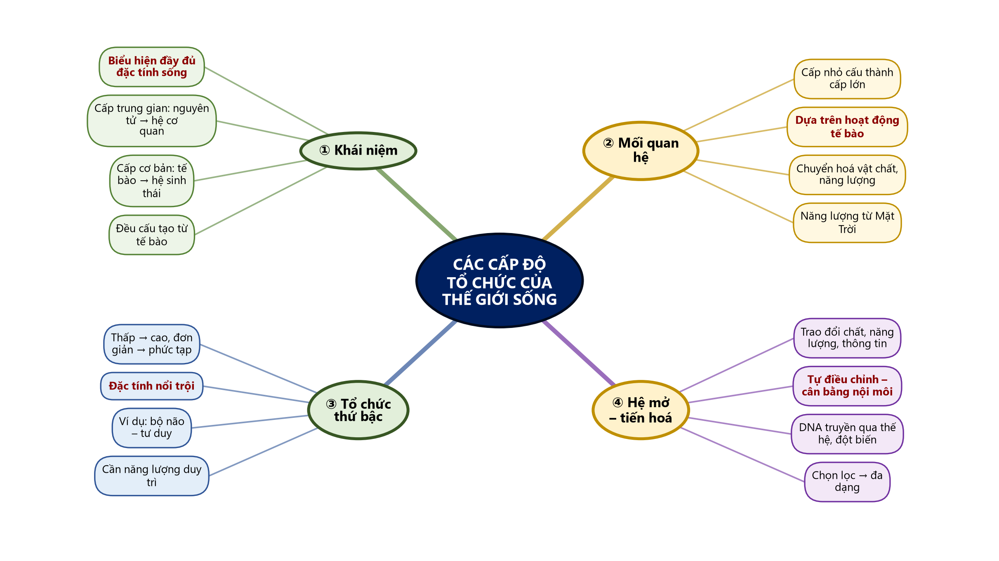 Biểu hiện đầy đủ
đặc tính sống
Cấp trung gian: nguyên
tử → hệ cơ
quan
Cấp cơ bản: tế
bào → hệ sinh
thái
Đều cấu tạo từ
tế bào
① Khái niệm
② Mối quan
hệ
Cấp nhỏ cấu thành
cấp lớn
Dựa trên hoạt động
tế bào
Chuyển hoá vật chất,
năng lượng
Năng lượng từ Mặt
Trời
CÁC CẤP ĐỘ
TỔ CHỨC CỦA
THẾ GIỚI SỐNG
Thấp → cao, đơn
giản → phức tạp
Đặc tính nổi trội
Ví dụ: bộ não
– tư duy
Cần năng lượng duy
trì
③ Tổ chức
thứ bậc
④ Hệ mở
– tiến hoá
Trao đổi chất, năng
lượng, thông tin
Tự điều chỉnh –
cân bằng nội môi
DNA truyền qua thế
hệ, đột biến
Chọn lọc → đa
dạng